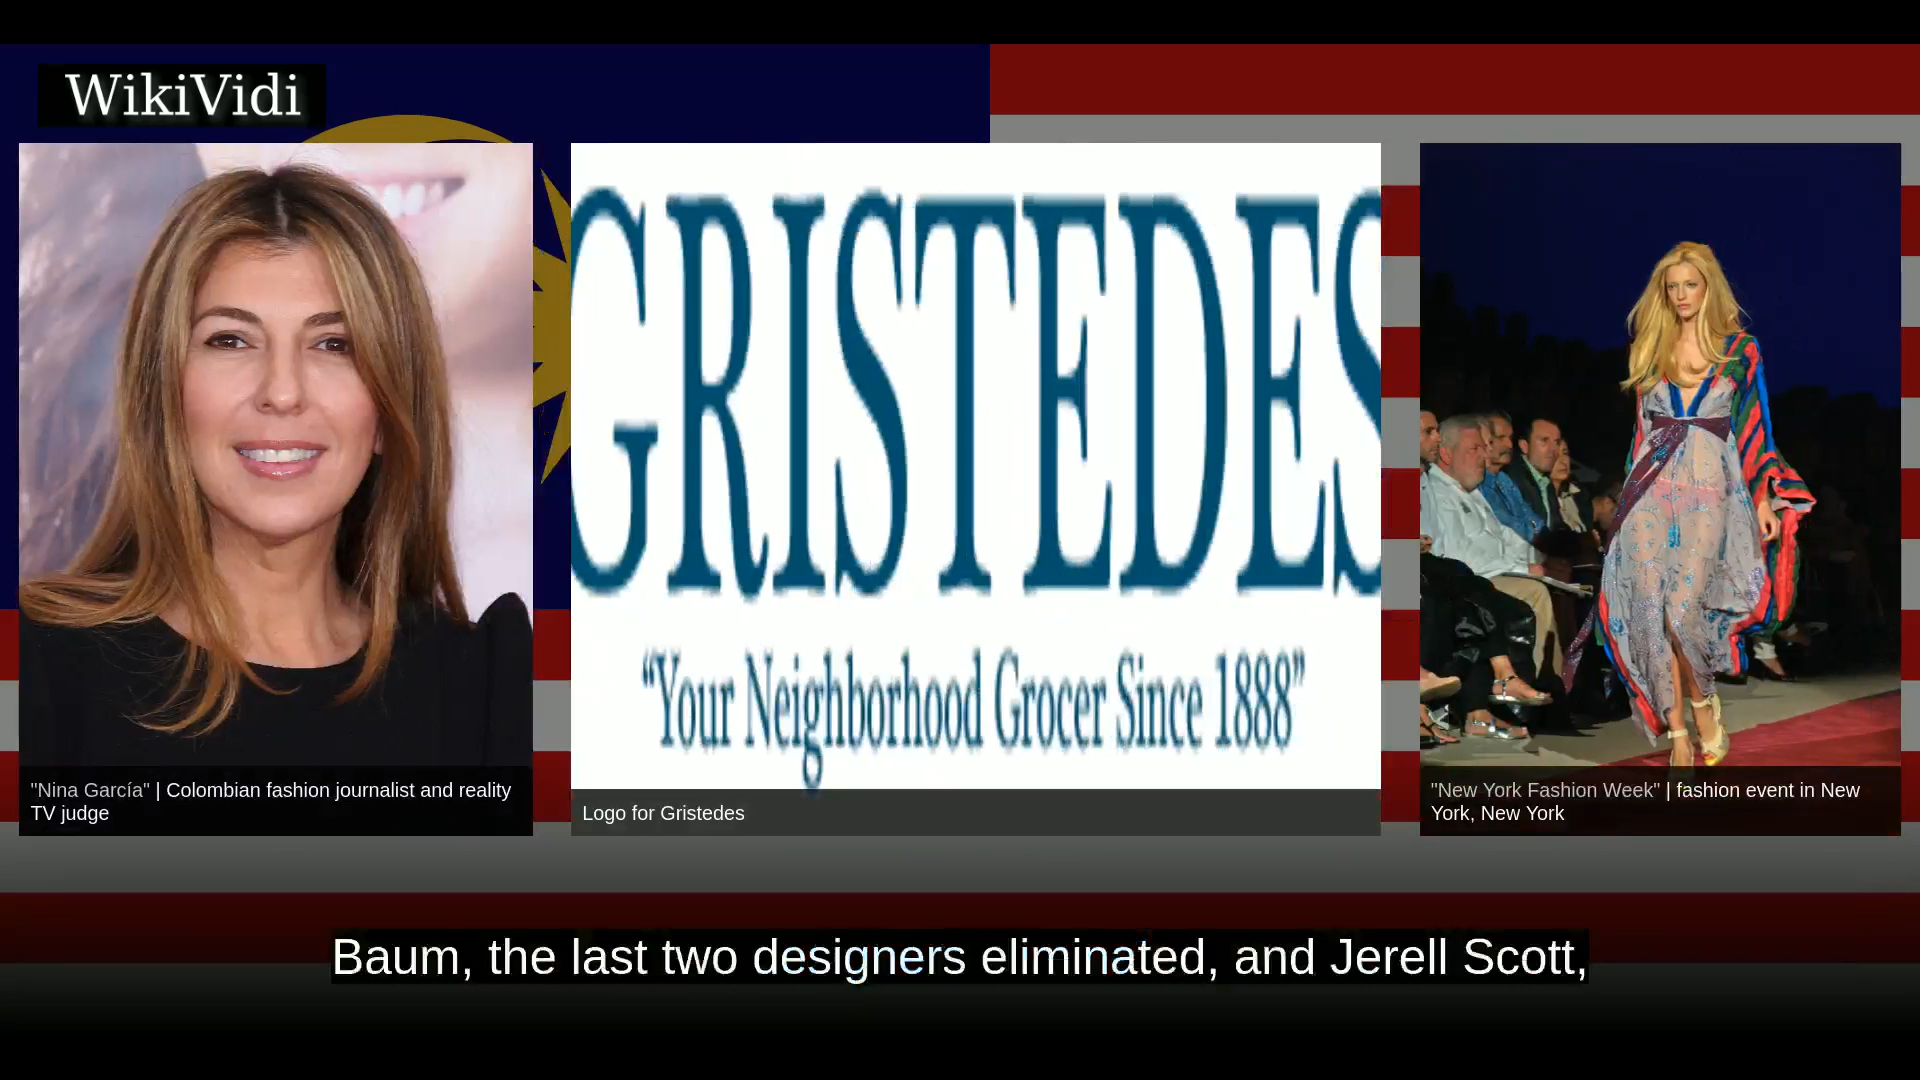 WikiVidi
GRISTEDES
"Your Neighborhood Grocer Since 1888"
"Nina García" | Colombian fashion journalist and reality
TV judge
Logo for Gristedes
"New York Fashion Week" | fashion event in New
York, New York
Baum, the last two designers eliminated, and Jerell Scott,